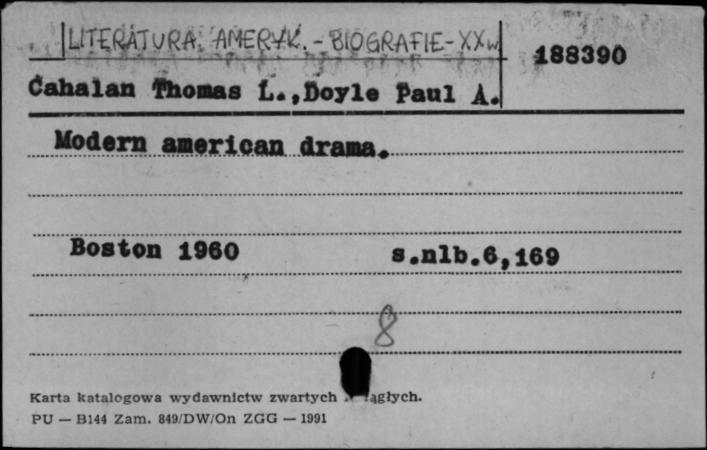 LITERATURA AMERYK. - BIOGRAFIE - XXw
188390
Cahalan Thomas L.,Doyle Paul A.
Modern american drama.
Boston 1960 s.nlb.6,169
8
Karta katalogowa wydawnictw zwartych
PU — B144 Zam. 849/DW/On ZGG — 1991